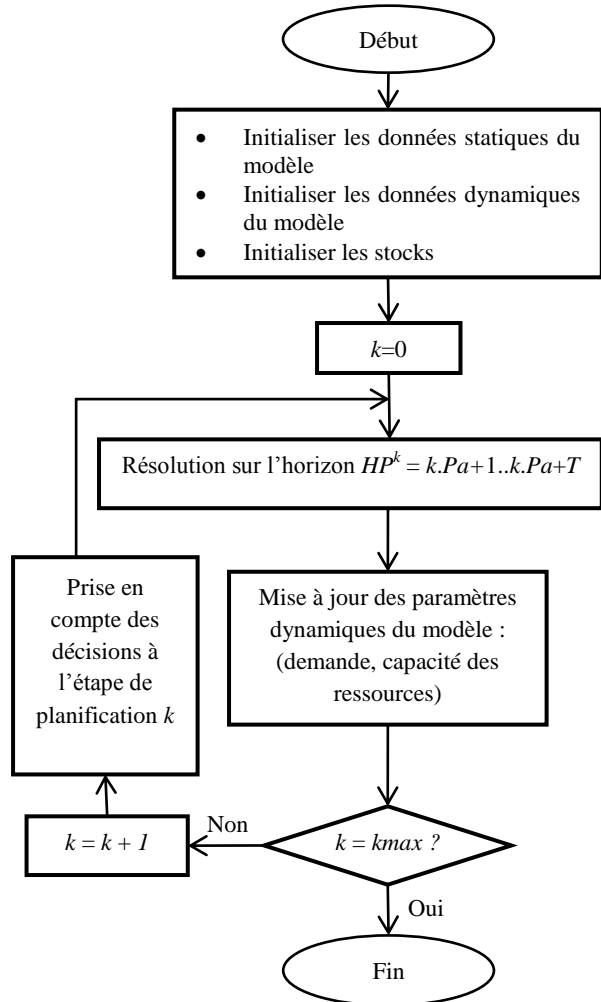 Début
• Initialiser les données statiques du
modèle
• Initialiser les données dynamiques
du modèle
• Initialiser les stocks
k=0
Résolution sur l'horizon HP^k = k.Pa+1..k.Pa+T
Mise à jour des paramètres
dynamiques du modèle :
(demande, capacité des
ressources)
k = kmax ?
Non
k = k + 1
Prise en
compte des
décisions à
l'étape de
planification k
Oui
Fin